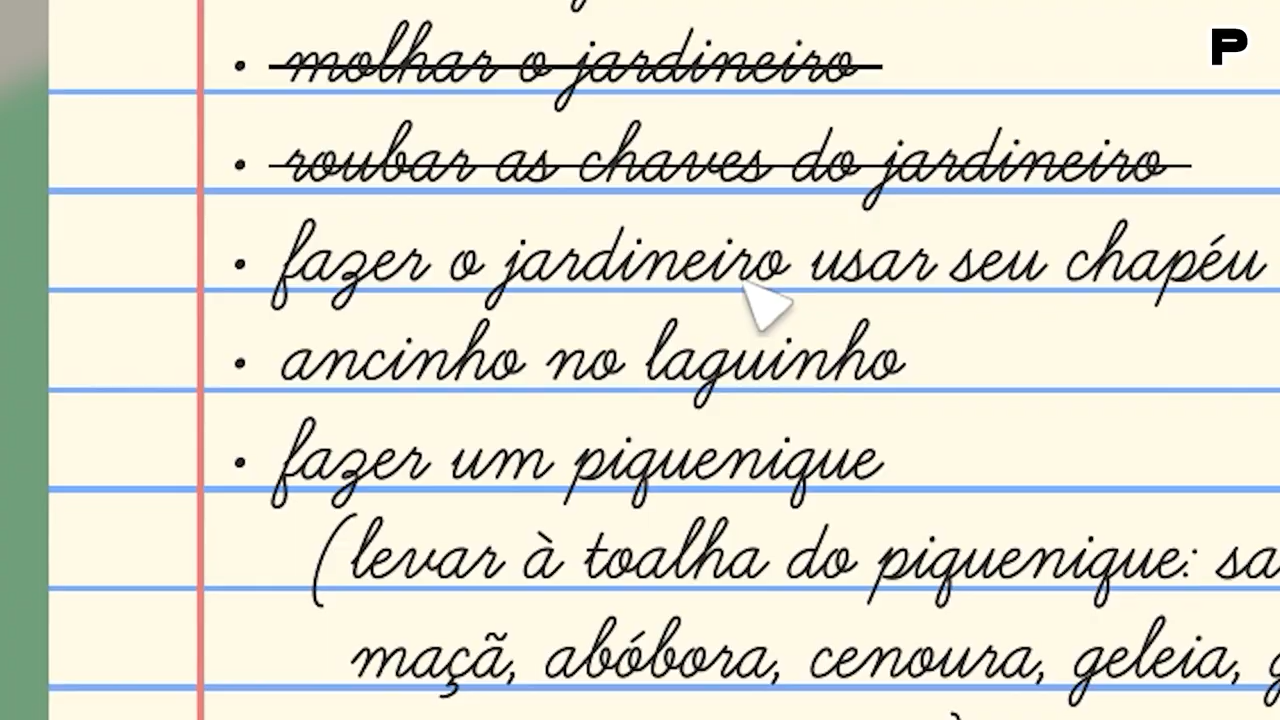 P
• molhar o jardineiro
• roubar as chaves do jardineiro
• fazer o jardineiro usar seu chapéu
• ancinho no laguinho
• fazer um piquenique
(levar à toalha do piquenique: sa
maçã, abóbora, cenoura, geleia,